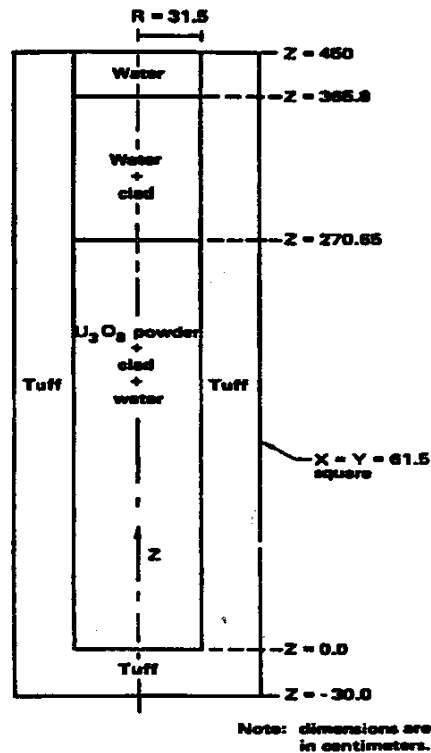 R = 31.5
Z = 460
Water
Z = 365.8
Water
+
clad
Z = 270.65
U3O8 powder
+
clad
+
water
Tuff
Tuff
X = Y = 61.5
square
Z
Z = 0.0
Tuff
Z = -30.0
Note: dimensions are
in centimeters.